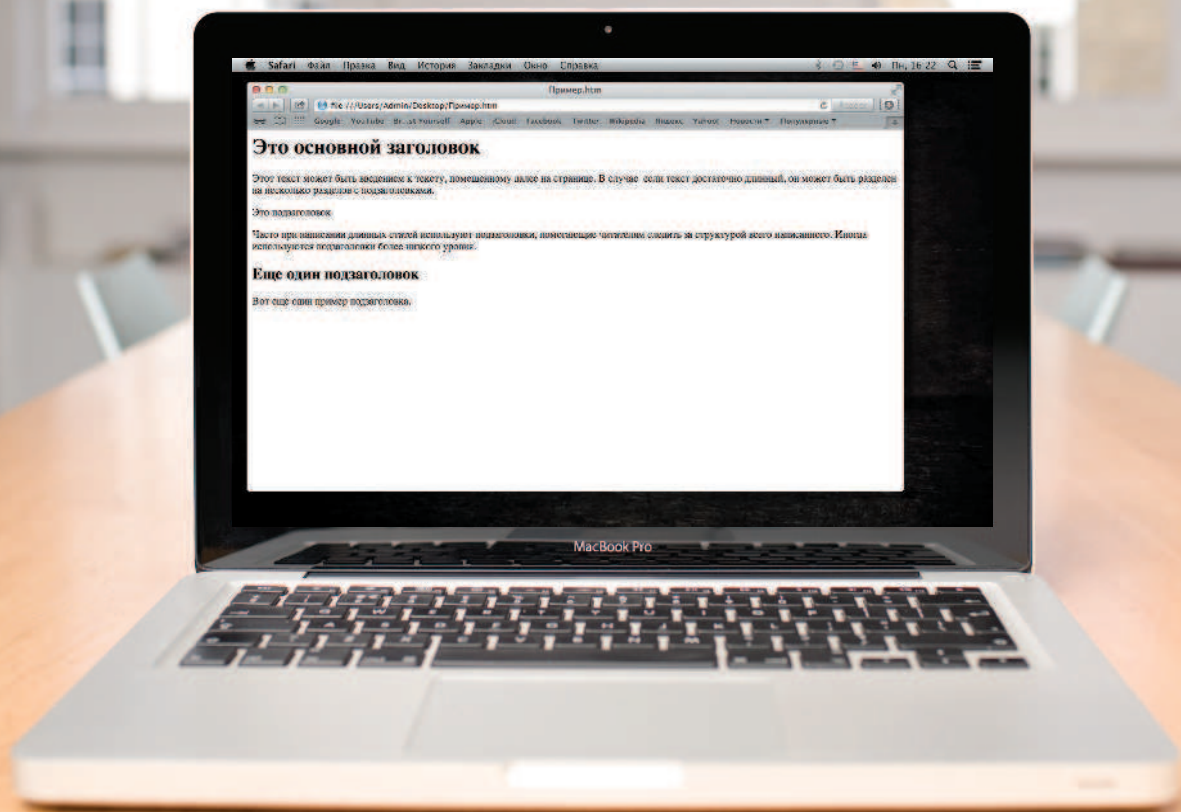 Safari Файл Правка Вид История Закладки Окно Справка Пн, 16:22
Пример.htm
file:///Users/Admin/Desktop/Пример.htm
Google YouTube Br...st Yourself Apple iCloud Facebook Twitter Wikipedia Яндекс Yahoo! Новости Популярные
Это основной заголовок
Этот текст может быть введением к тексту, помещенному далее на странице. В случае если текст достаточно длинный, он может быть разделен
на несколько разделов с подзаголовками.
Это подзаголовок
Часто при написании длинных статей используют подзаголовки, помогающие читателям следить за структурой всего написанного. Иногда
используются подзаголовки более низкого уровня.
Еще один подзаголовок
Вот еще один пример подзаголовка.
MacBook Pro